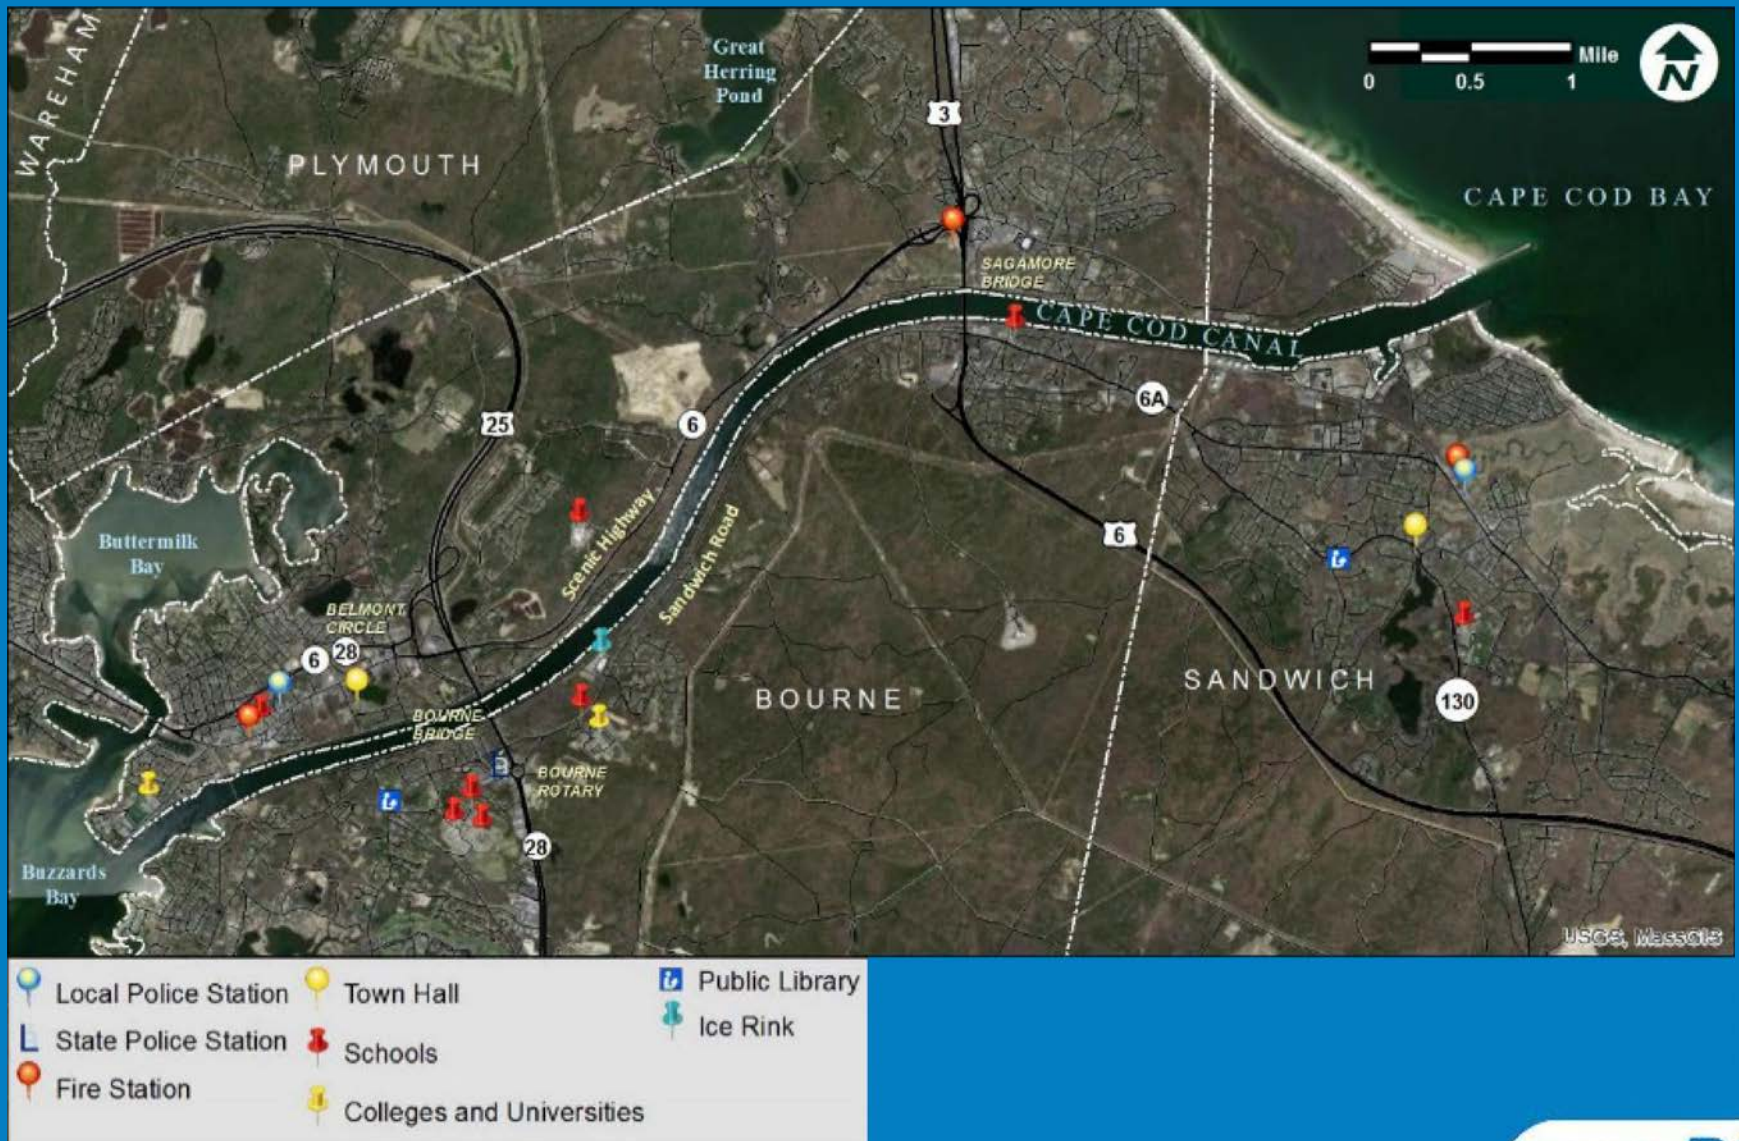 WAREHAM
Great
Herring
Pond
Mile
0 0.5 1
N
3
PLYMOUTH
CAPE COD BAY
SAGAMORE
BRIDGE
CAPE COD CANAL
6A
25
6
Scenic Highway
Sandwich Road
6
Buttermilk
Bay
BELMONT
CIRCLE
6
28
BOURNE
SANDWICH
130
BOURNE
BRIDGE
BOURNE
ROTARY
28
Buzzards
Bay
USGS, MassGIS
Local Police Station
State Police Station
Fire Station
Town Hall
Schools
Colleges and Universities
Public Library
Ice Rink